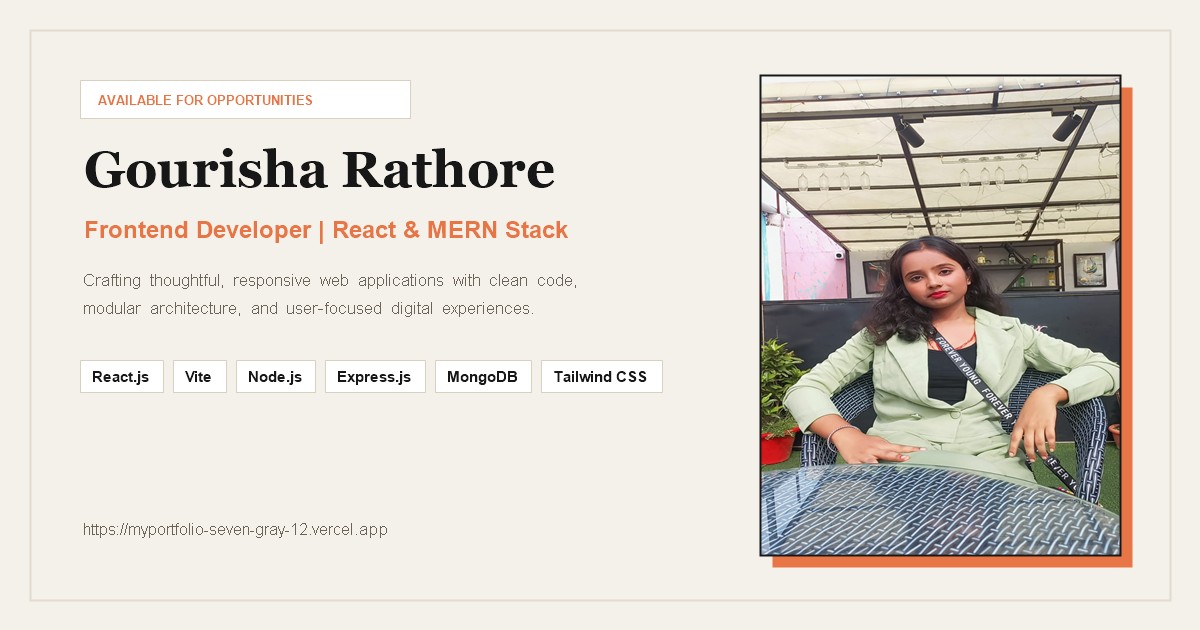 AVAILABLE FOR OPPORTUNITIES
Gourisha Rathore
Frontend Developer | React & MERN Stack
Crafting thoughtful, responsive web applications with clean code,
modular architecture, and user-focused digital experiences.
React.js
Vite
Node.js
Express.js
MongoDB
Tailwind CSS
https://myportfolio-seven-gray-12.vercel.app
FOREVER YOUNG FOREVER